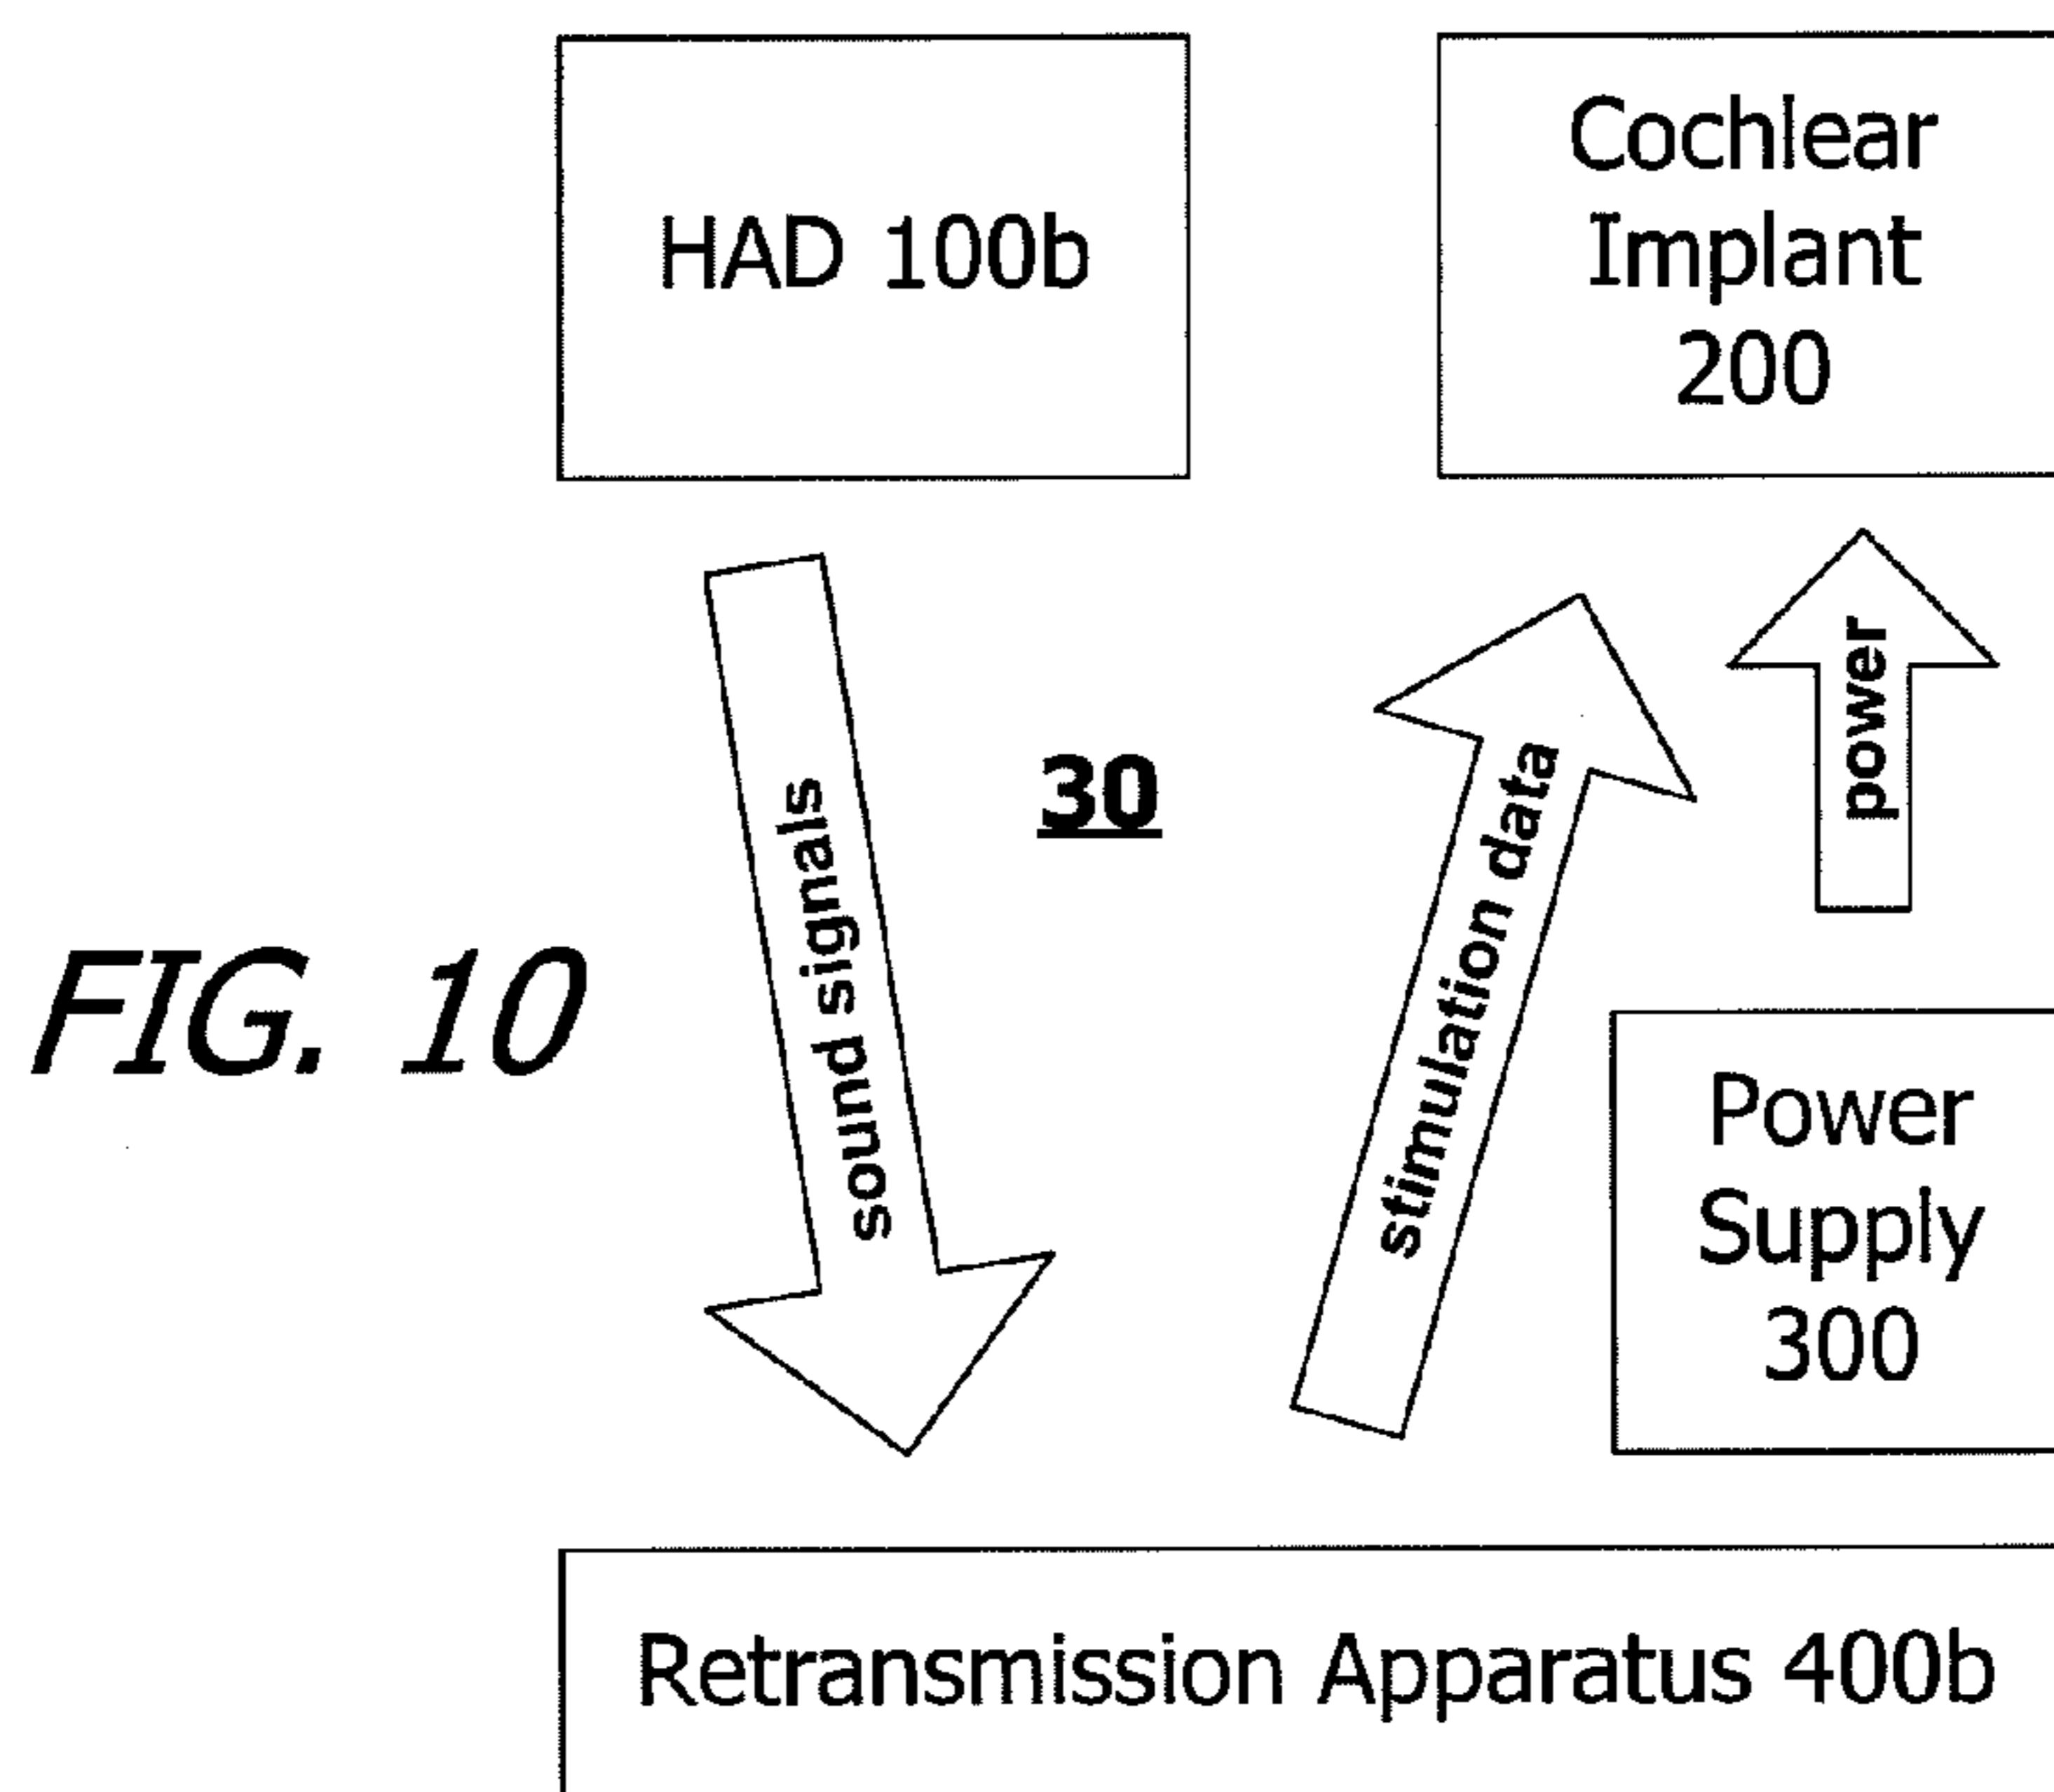 HAD 100b
Cochlear
Implant
200
sound signals
30
stimulation data
power
FIG. 10
Power
Supply
300
Retransmission Apparatus 400b